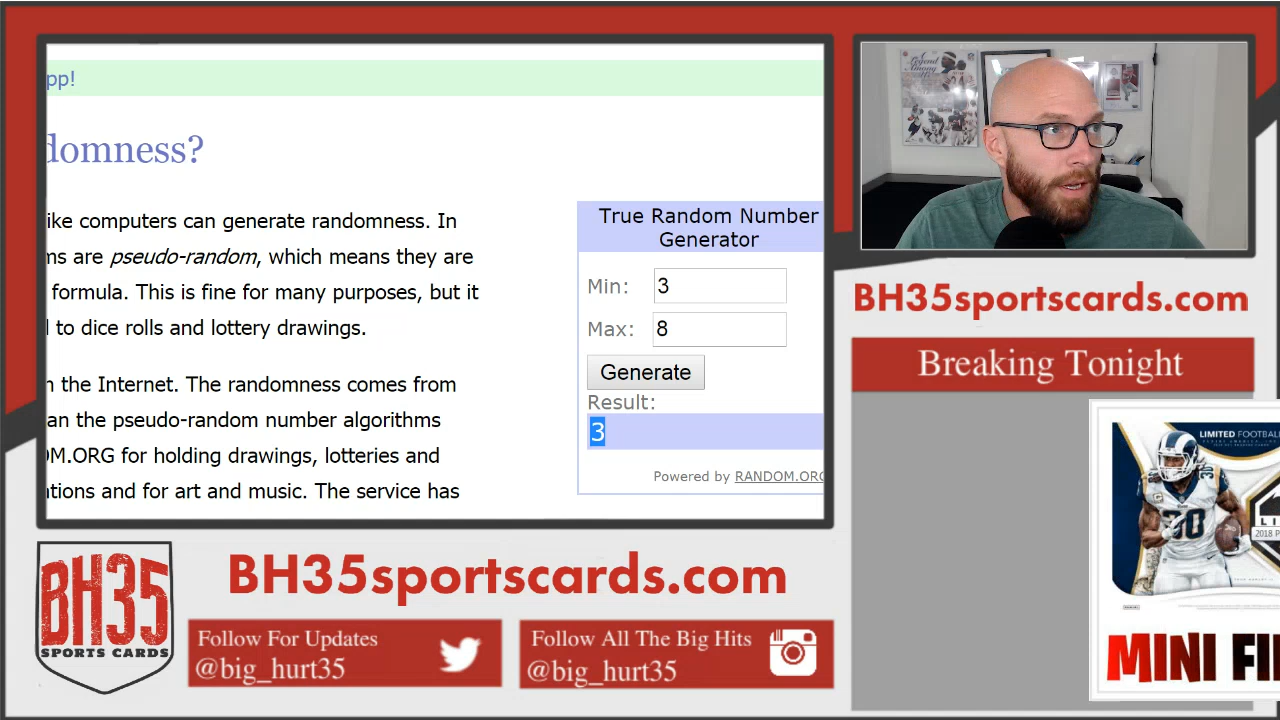 pp!
domness?
ike computers can generate randomness. In
ms are pseudo-random, which means they are
formula. This is fine for many purposes, but it
l to dice rolls and lottery drawings.
n the Internet. The randomness comes from
an the pseudo-random number algorithms
OM.ORG for holding drawings, lotteries and
ations and for art and music. The service has
True Random Number
Generator
Min: 3
Max: 8
Generate
Result:
3
Powered by RANDOM.ORG
BH35sportscards.com
Breaking Tonight
LIMITED FOOTBAL
2018 P
MINI FI
BH35
SPORTS CARDS
BH35sportscards.com
Follow For Updates
@big_hurt35
Follow All The Big Hits
@big_hurt35